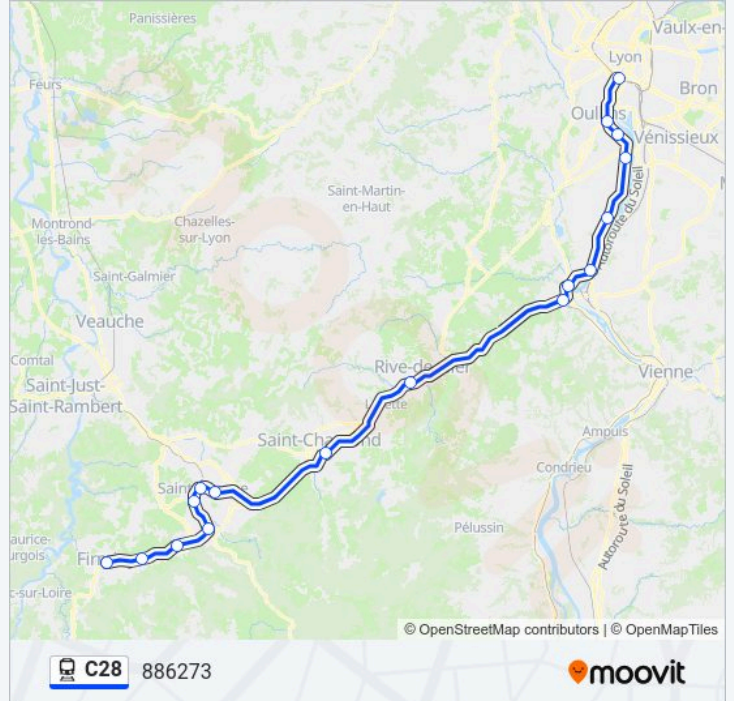 Panissières
Vaulx-en-
Lyon
Feurs
Bron
Oullins
Vénissieux
Saint-Martin-
en-Haut
Autoroute du Soleil
Montrond-
les-Bains
Chazelles-
sur-Lyon
Saint-Galmier
Veauche
Comtal
Rive-de-Gier
Vienne
Saint-Just-
Saint-Rambert
Saint-Chamond
Ampuis
Condrieu
Autoroute du Soleil
Pélussin
c-sur-Loire
© OpenStreetMap contributors | © OpenMapTiles
C28 886273
moovit